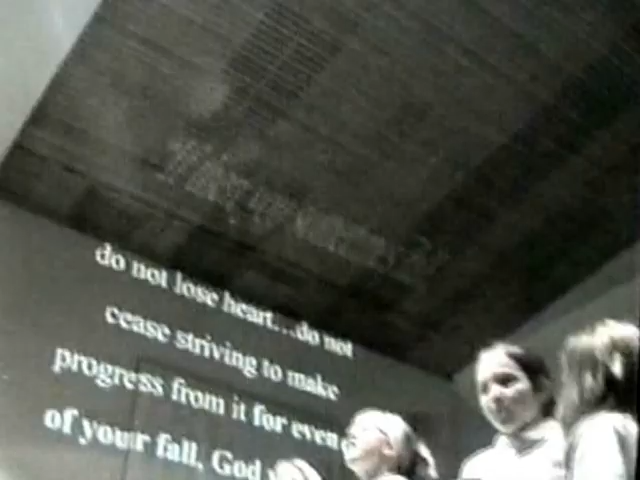 do not lose heart...do not
cease striving to make
progress from it for even
of your fall, God